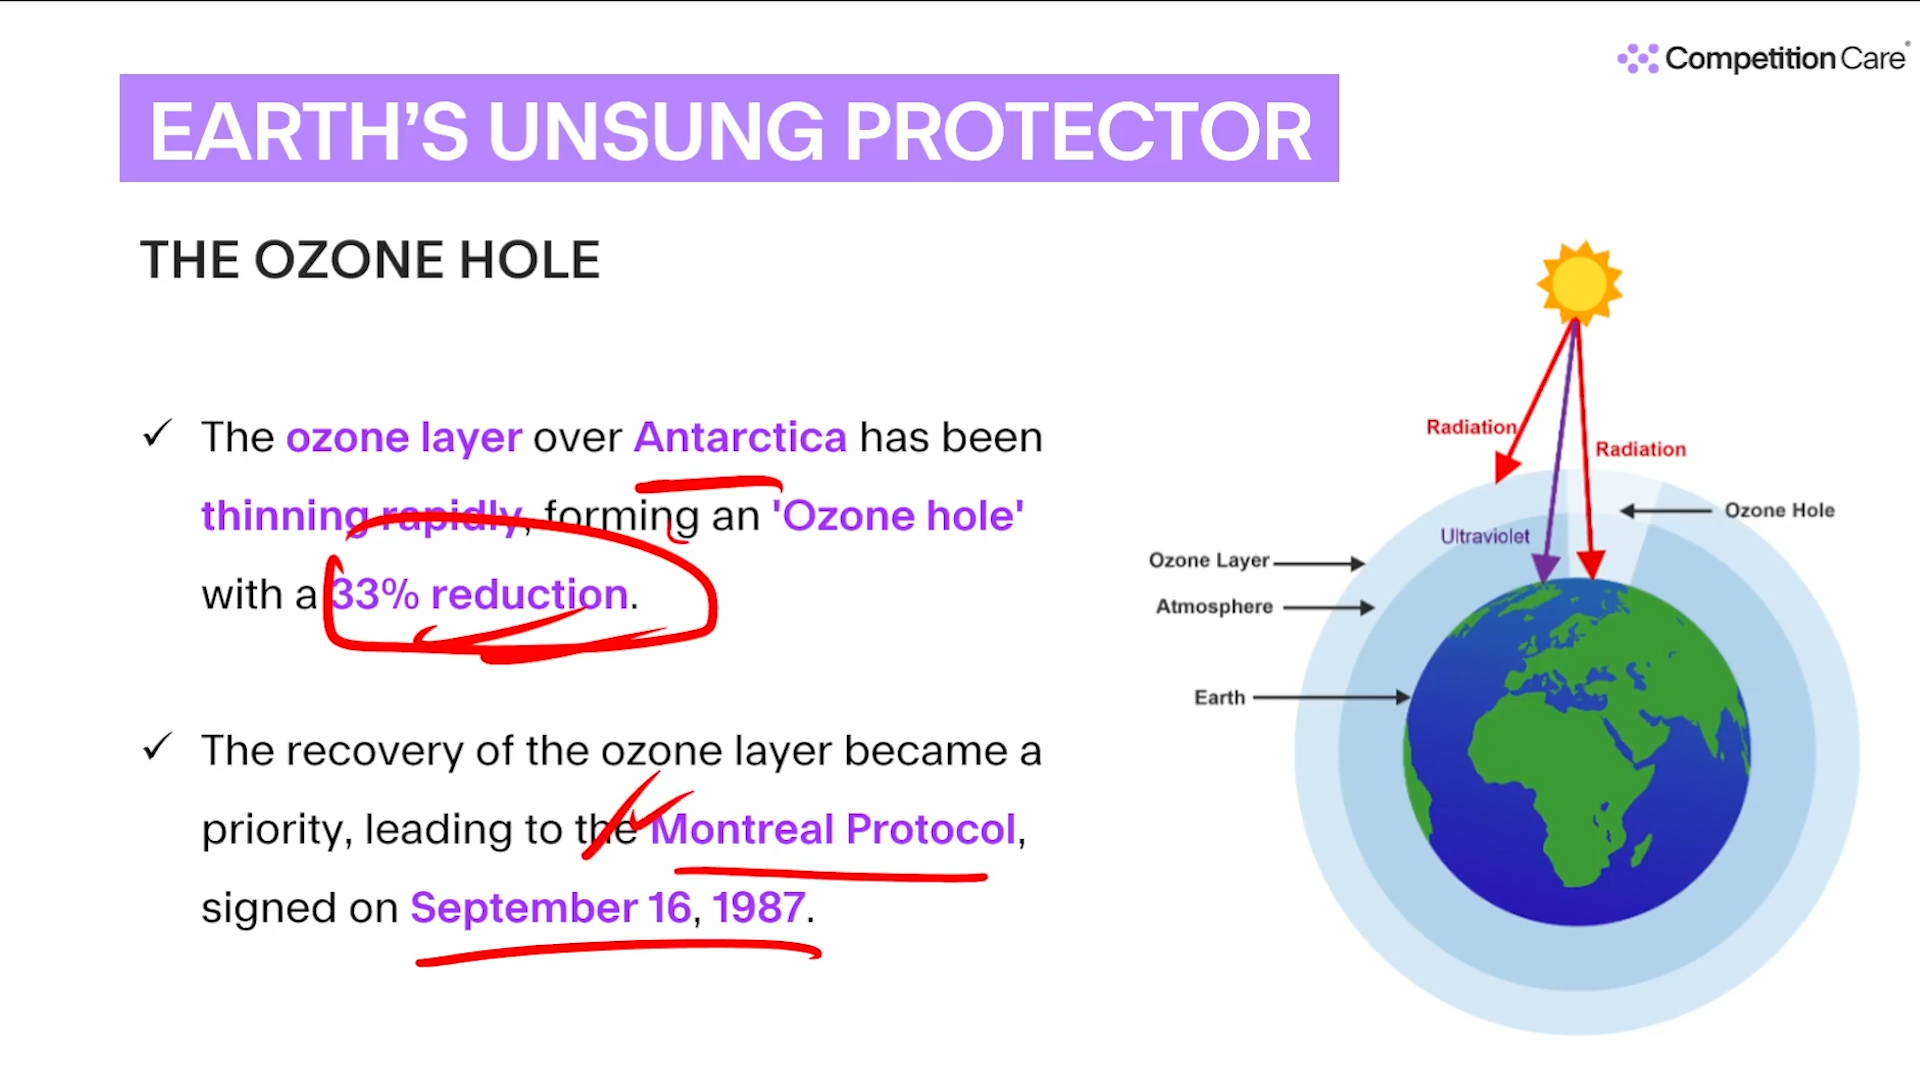 Competition Care
EARTH’S UNSUNG PROTECTOR
THE OZONE HOLE
✓ The ozone layer over Antarctica has been
thinning rapidly, forming an 'Ozone hole'
with a 33% reduction.
✓ The recovery of the ozone layer became a
priority, leading to the Montreal Protocol,
signed on September 16, 1987.
Radiation
Radiation
Ozone Hole
Ultraviolet
Ozone Layer
Atmosphere
Earth